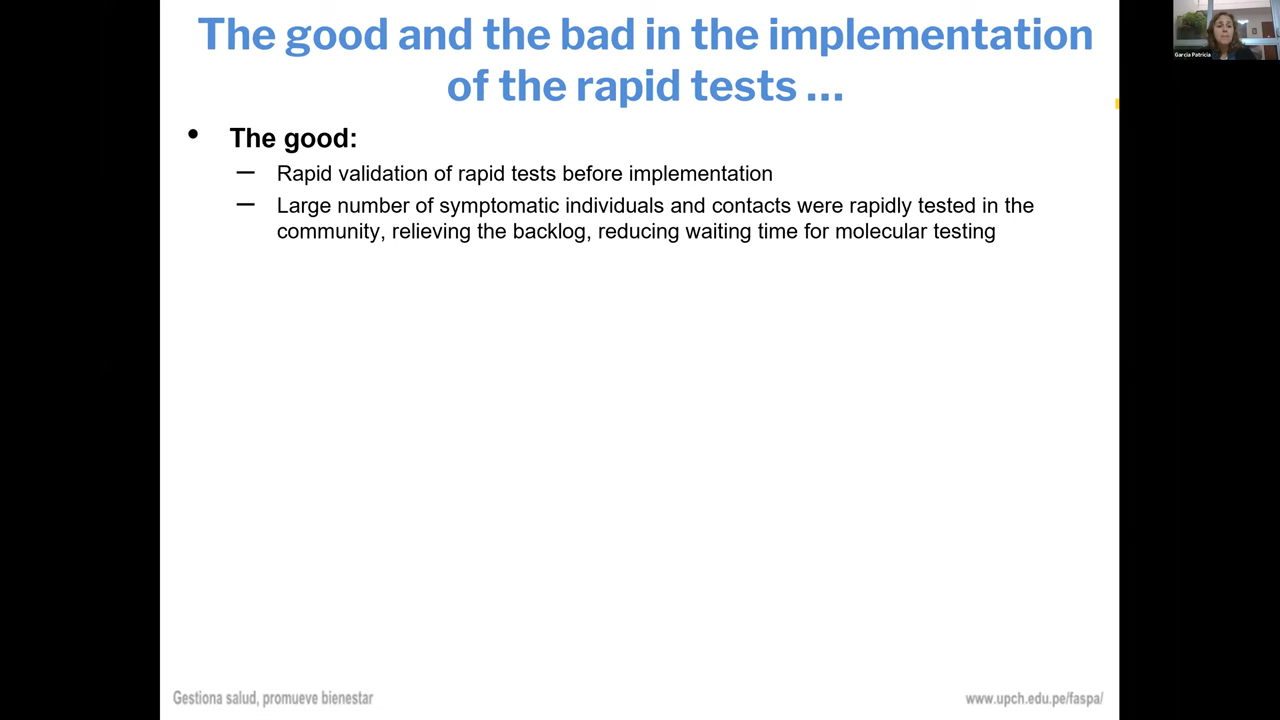 The good and the bad in the implementation
of the rapid tests ...
• The good:
– Rapid validation of rapid tests before implementation
– Large number of symptomatic individuals and contacts were rapidly tested in the
community, relieving the backlog, reducing waiting time for molecular testing
Gestiona salud, promueve bienestar
www.upch.edu.pe/faspa/
Garcia Patricia